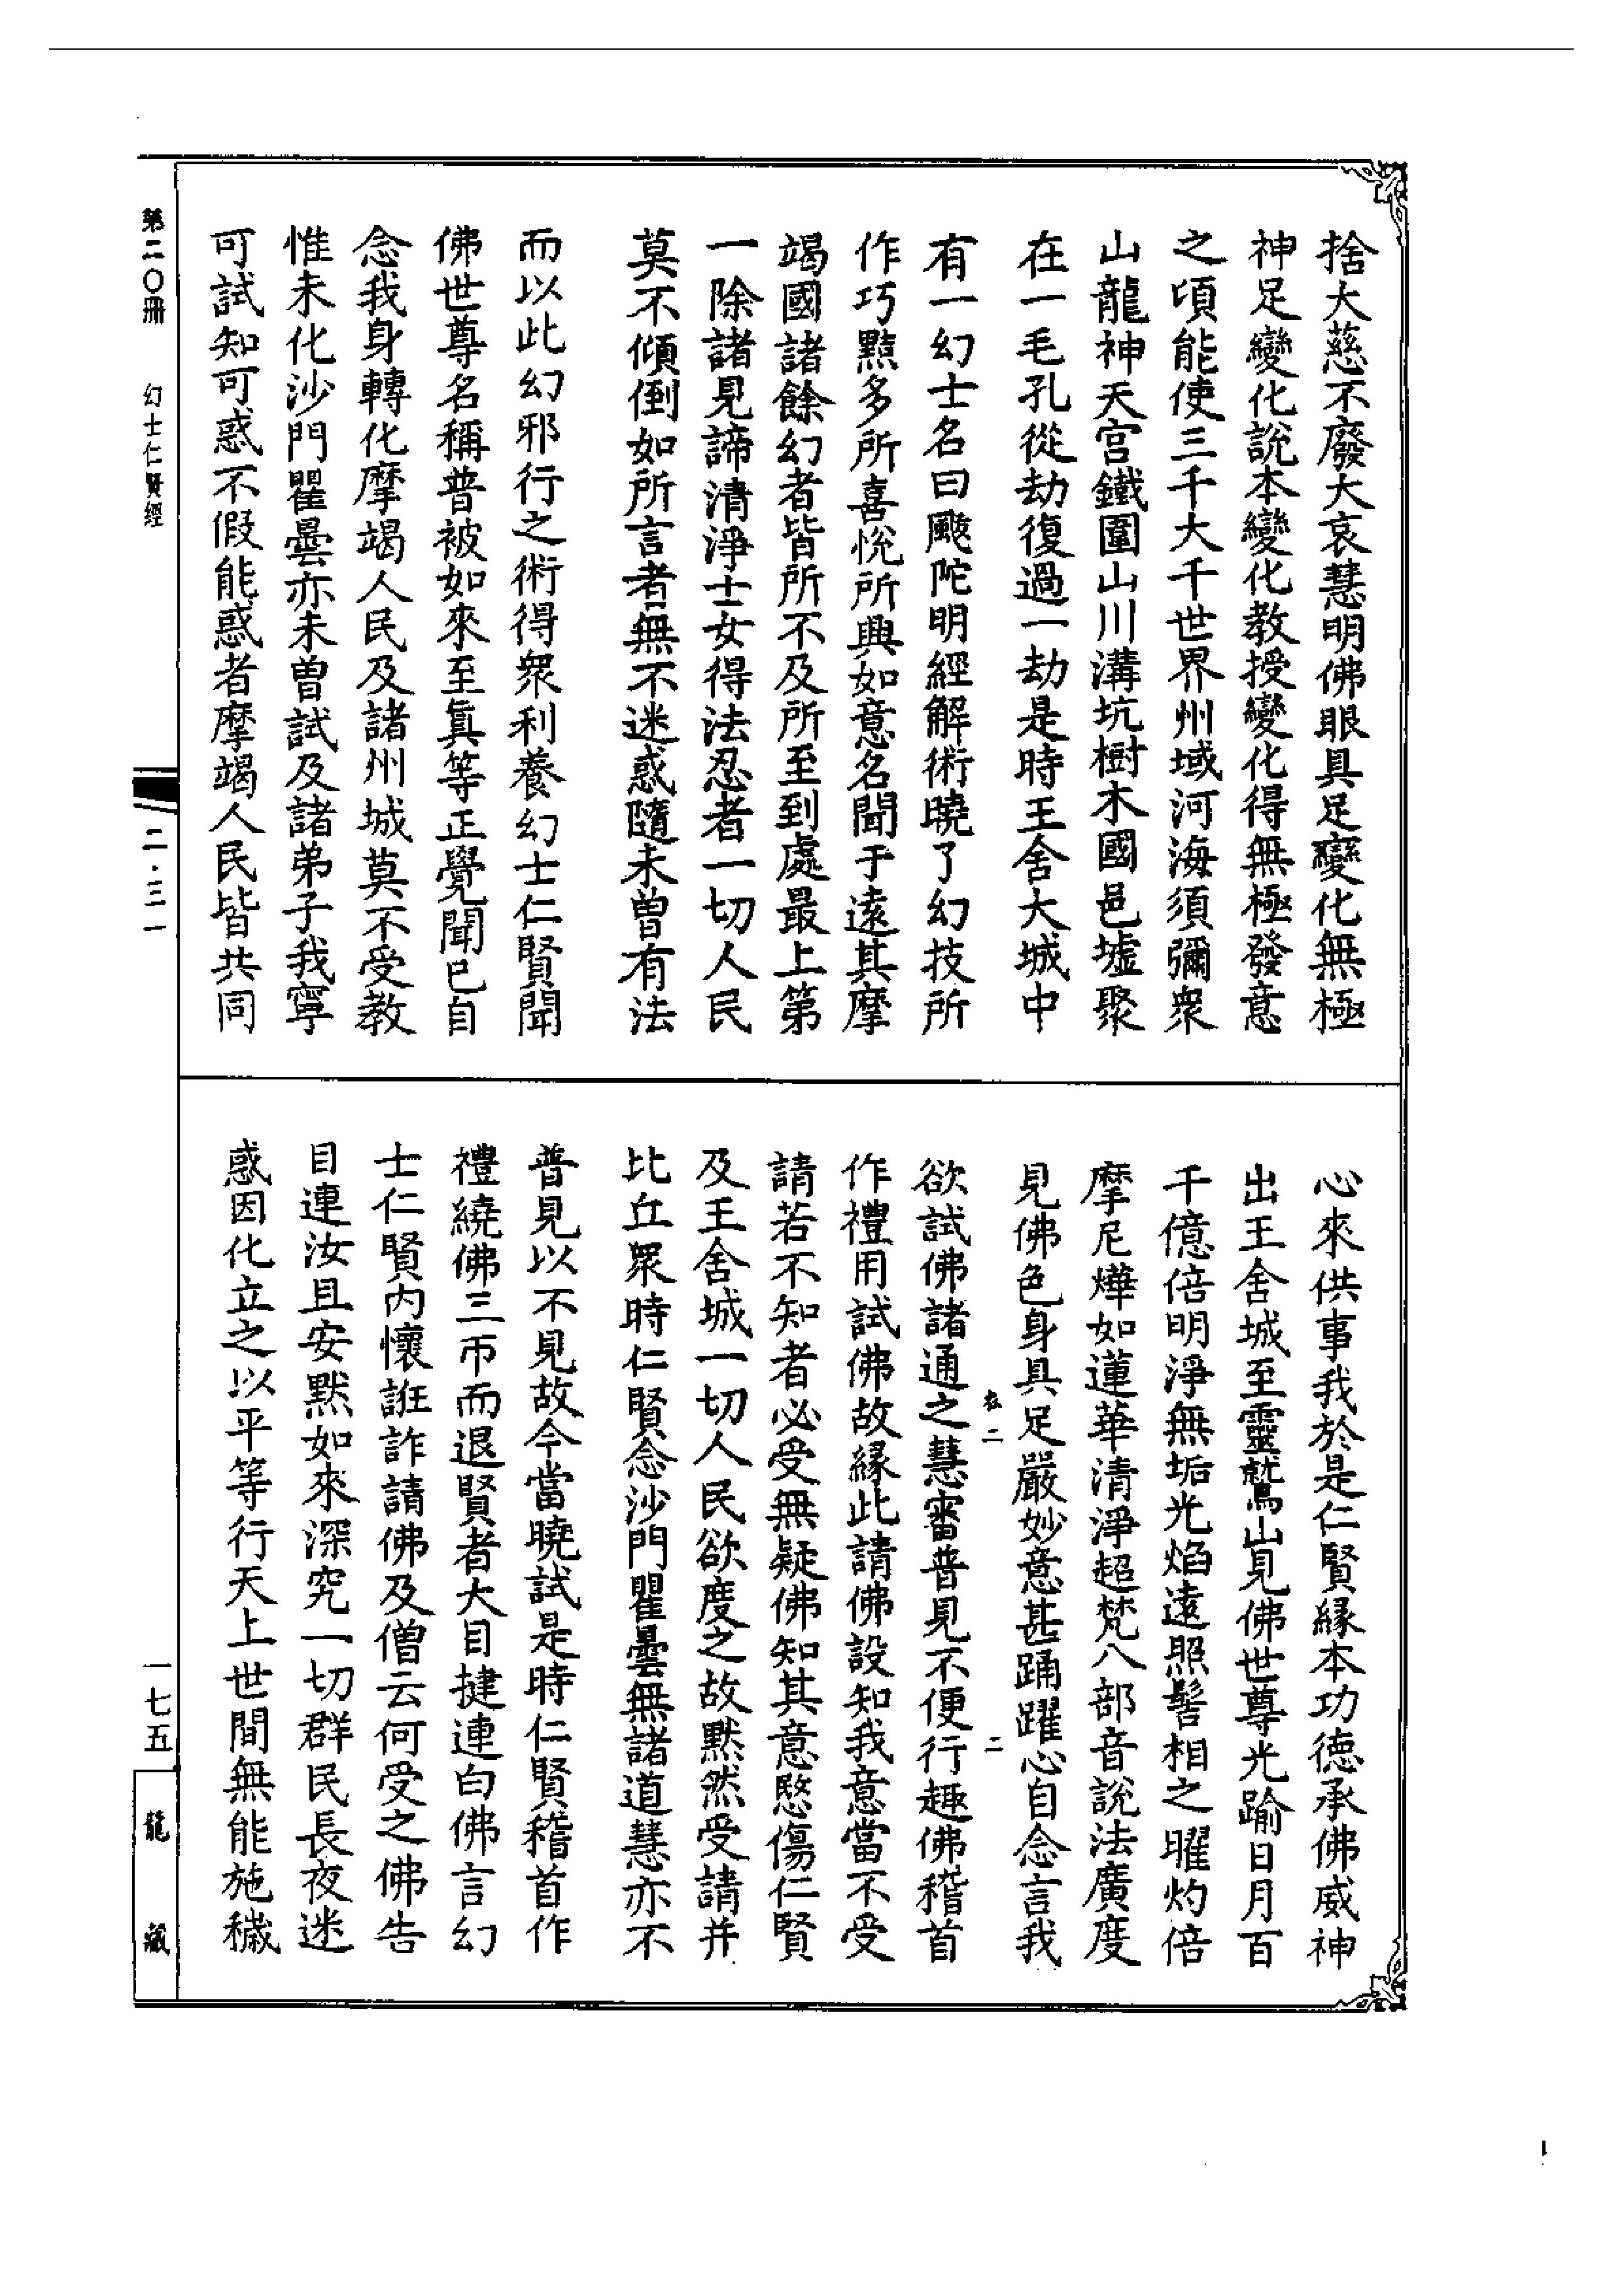 捨大慈不廢大哀慧明佛眼具足變化無極
神足變化說本變化教授變化得無極發意
之頃能使三千大千世界州域河海須彌衆
山龍神天宮鐵圍山川溝坑樹木國邑墟聚
在一毛孔從劫復過一劫是時王舍大城中
有一幻士名曰颰陀明經解術曉了幻技所
作巧黠多所喜悅所興如意名聞于遠其摩
竭國諸餘幻者皆所不及所至到處最上第
一除諸見諦清淨士女得法忍者一切人民
莫不傾倒如所言者無不迷惑隨未曾有法
而以此幻邪行之術得衆利養幻士仁賢聞
佛世尊名稱普被如來至眞等正覺聞已自
念我身轉化摩竭人民及諸州城莫不受教
惟未化沙門瞿曇亦未曾試及諸弟子我寧
可試知可惑不假能惑者摩竭人民皆共同
心來供事我於是仁賢緣本功德承佛威神
出王舍城至靈鷲山見佛世尊光踰日月百
千億倍明淨無垢光焰遠照髻相之曜灼倍
摩尼燁如蓮華清淨超梵八部音說法廣度
見佛色身具足嚴妙意甚踊躍心自念言我
卷二 二
欲試佛諸通之慧審普見不便行趣佛稽首
作禮用試佛故緣此請佛設知我意當不受
請若不知者必受無疑佛知其意愍傷仁賢
及王舍城一切人民欲度之故默然受請并
比丘衆時仁賢念沙門瞿曇無諸道慧亦不
普見以不見故今當曉試是時仁賢稽首作
禮繞佛三帀而退賢者大目揵連白佛言幻
士仁賢內懷誑詐請佛及僧云何受之佛告
目連汝且安默如來深究一切群民長夜迷
惑因化立之以平等行天上世間無能施穢
第二〇冊 幻士仁賢經
二·三一
一七五
龍藏